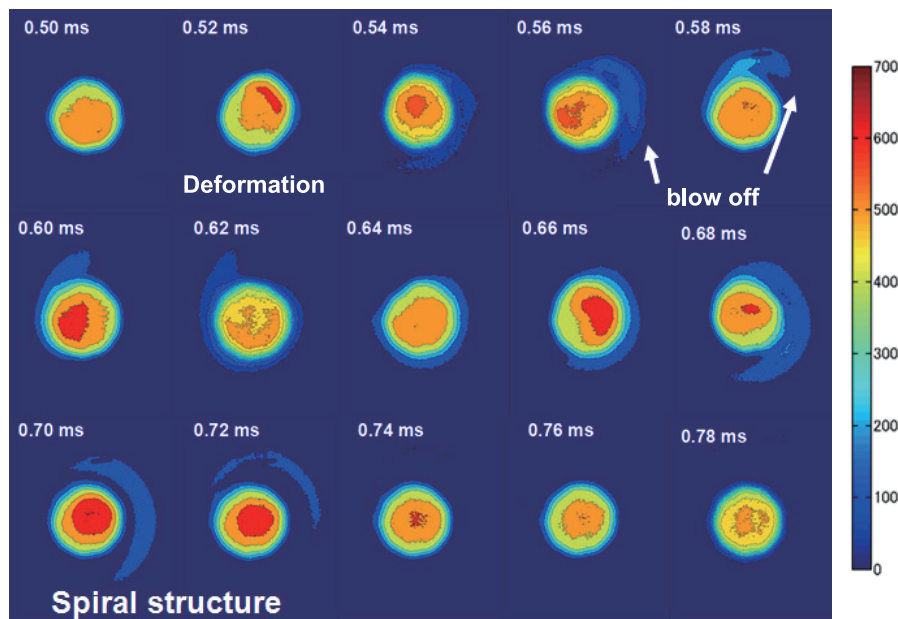 0.50 ms 0.52 ms 0.54 ms 0.56 ms 0.58 ms
700
600
500
400
300
200
100
0
Deformation
blow off
0.60 ms 0.62 ms 0.64 ms 0.66 ms 0.68 ms
0.70 ms 0.72 ms 0.74 ms 0.76 ms 0.78 ms
Spiral structure